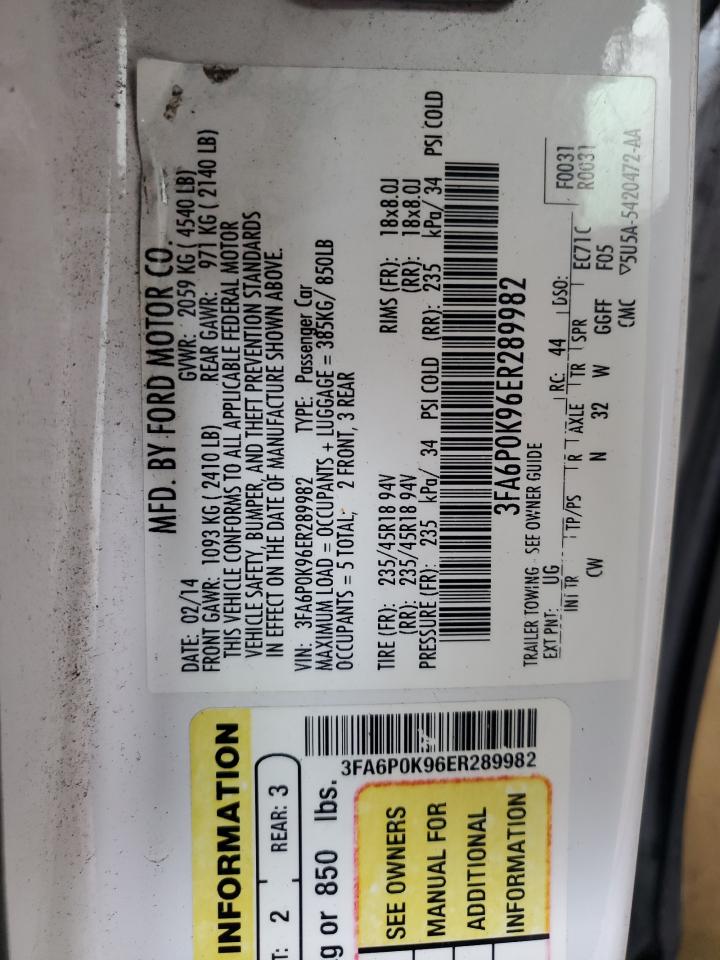 MFD. BY FORD MOTOR CO.
DATE: 02/14 GVWR: 2059 KG ( 4540 LB)
FRONT GAWR: 1093 KG ( 2410 LB) REAR GAWR: 971 KG ( 2140 LB)
THIS VEHICLE CONFORMS TO ALL APPLICABLE FEDERAL MOTOR
VEHICLE SAFETY, BUMPER, AND THEFT PREVENTION STANDARDS
IN EFFECT ON THE DATE OF MANUFACTURE SHOWN ABOVE.
VIN: 3FA6P0K96ER289982 TYPE: Passenger Car
MAXIMUM LOAD = OCCUPANTS + LUGGAGE = 385KG/ 850LB
OCCUPANTS = 5 TOTAL, 2 FRONT, 3 REAR
TIRE (FR): 235/45R18 94V RIMS (FR): 18x8.0J
(RR): 235/45R18 94V (RR): 18x8.0J
PRESSURE (FR): 235 kPa/ 34 PSI COLD (RR): 235 kPa/ 34 PSI COLD
3FA6P0K96ER289982
TRAILER TOWING - SEE OWNER GUIDE
EXT PNT: UG RC: 44 DSO: F0031
R0031
INT TR TP/PS R AXLE TR SPR EC71C
CW N 32 W GGFF F05
CMC ▽5U5A-5420472-AA
INFORMATION
T: 2 REAR: 3
g or 850 lbs.
3FA6P0K96ER289982
SEE OWNERS
MANUAL FOR
ADDITIONAL
INFORMATION